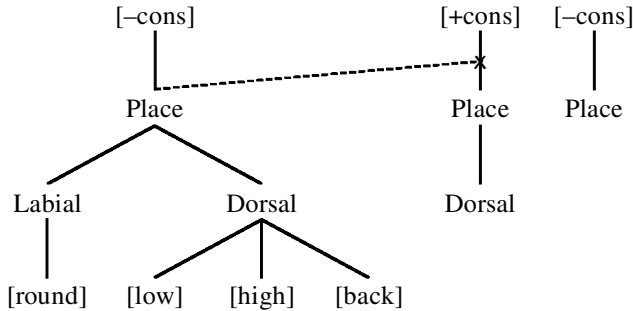 [–cons] [+cons] [–cons]
Place Place Place
Labial Dorsal Dorsal
[round] [low] [high] [back]